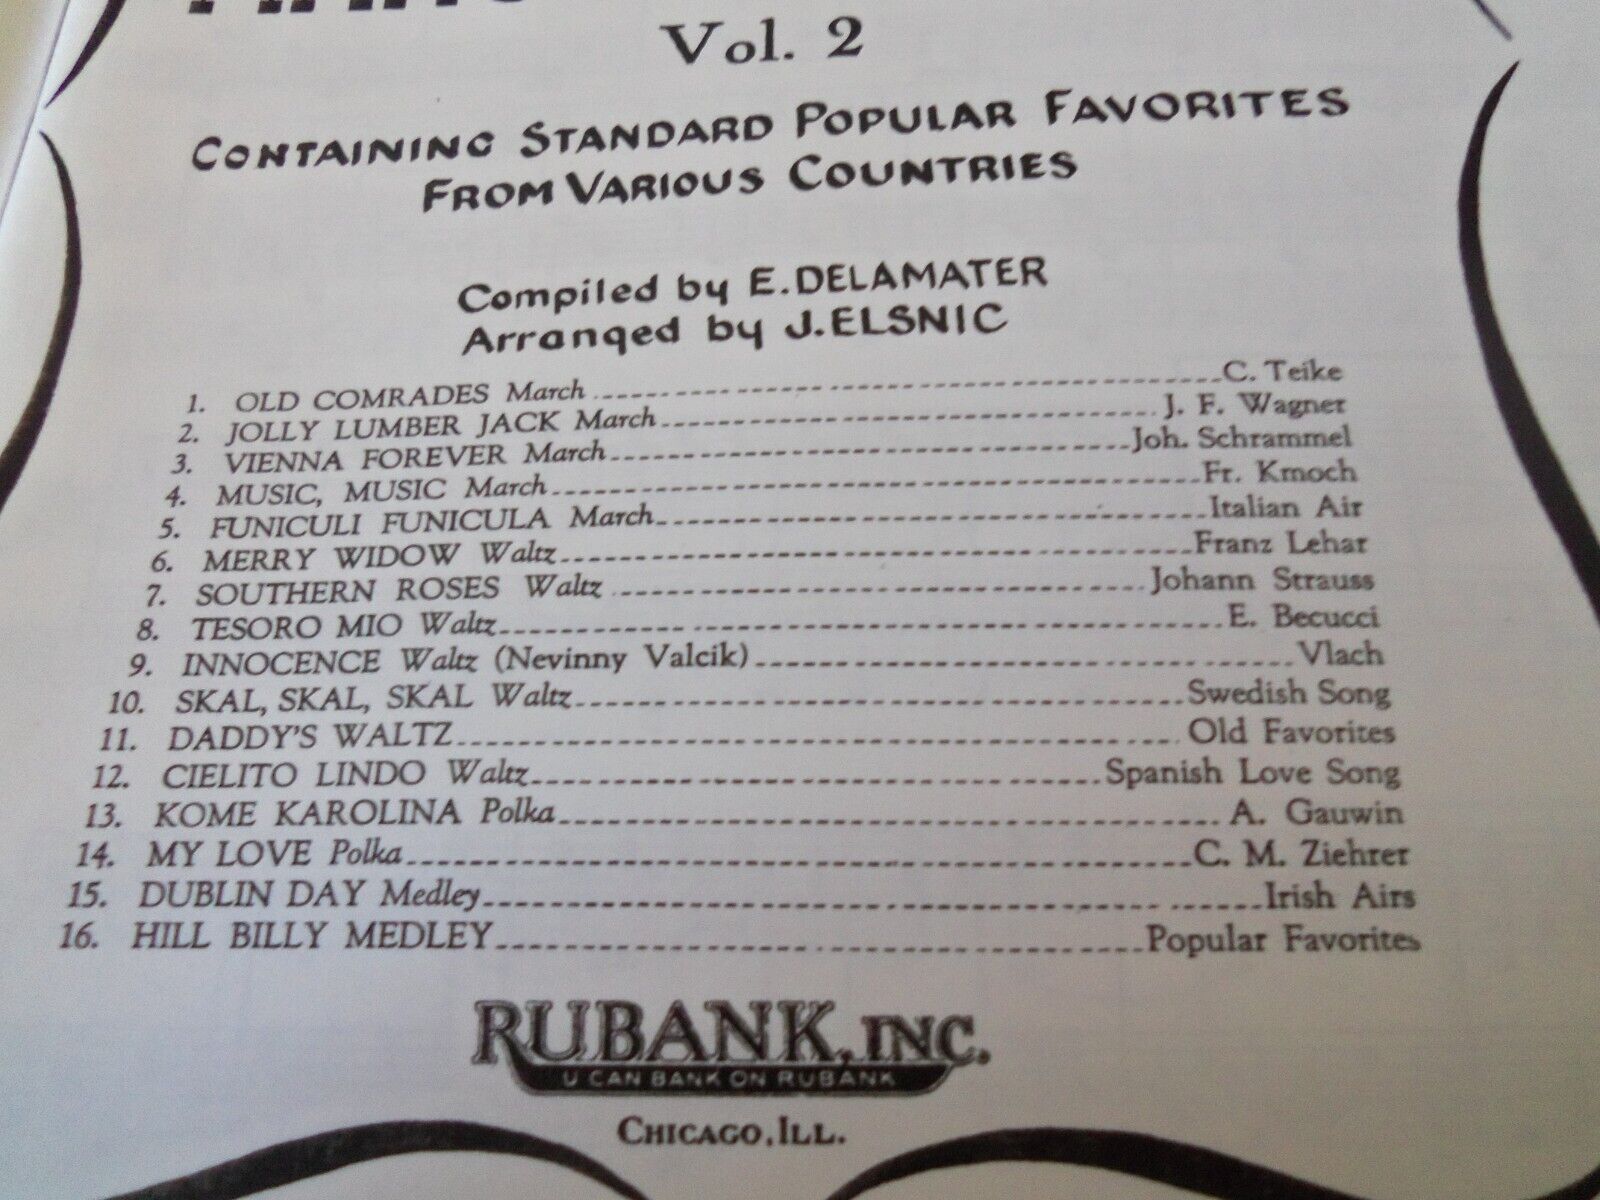 Vol. 2
CONTAINING STANDARD POPULAR FAVORITES
FROM VARIOUS COUNTRIES
Compiled by E. DELAMATER
Arranged by J. ELSNIC
1. OLD COMRADES March C. Teike
2. JOLLY LUMBER JACK March J. F. Wagner
3. VIENNA FOREVER March Joh. Schrammel
4. MUSIC, MUSIC March Fr. Kmoch
5. FUNICULI FUNICULA March Italian Air
6. MERRY WIDOW Waltz Franz Lehar
7. SOUTHERN ROSES Waltz Johann Strauss
8. TESORO MIO Waltz E. Becucci
9. INNOCENCE Waltz (Nevinny Valcik) Vlach
10. SKAL, SKAL, SKAL Waltz Swedish Song
11. DADDY'S WALTZ Old Favorites
12. CIELITO LINDO Waltz Spanish Love Song
13. KOME KAROLINA Polka A. Gauwin
14. MY LOVE Polka C. M. Ziehrer
15. DUBLIN DAY Medley Irish Airs
16. HILL BILLY MEDLEY Popular Favorites
RUBANK, INC.
U CAN BANK ON RUBANK
CHICAGO, ILL.